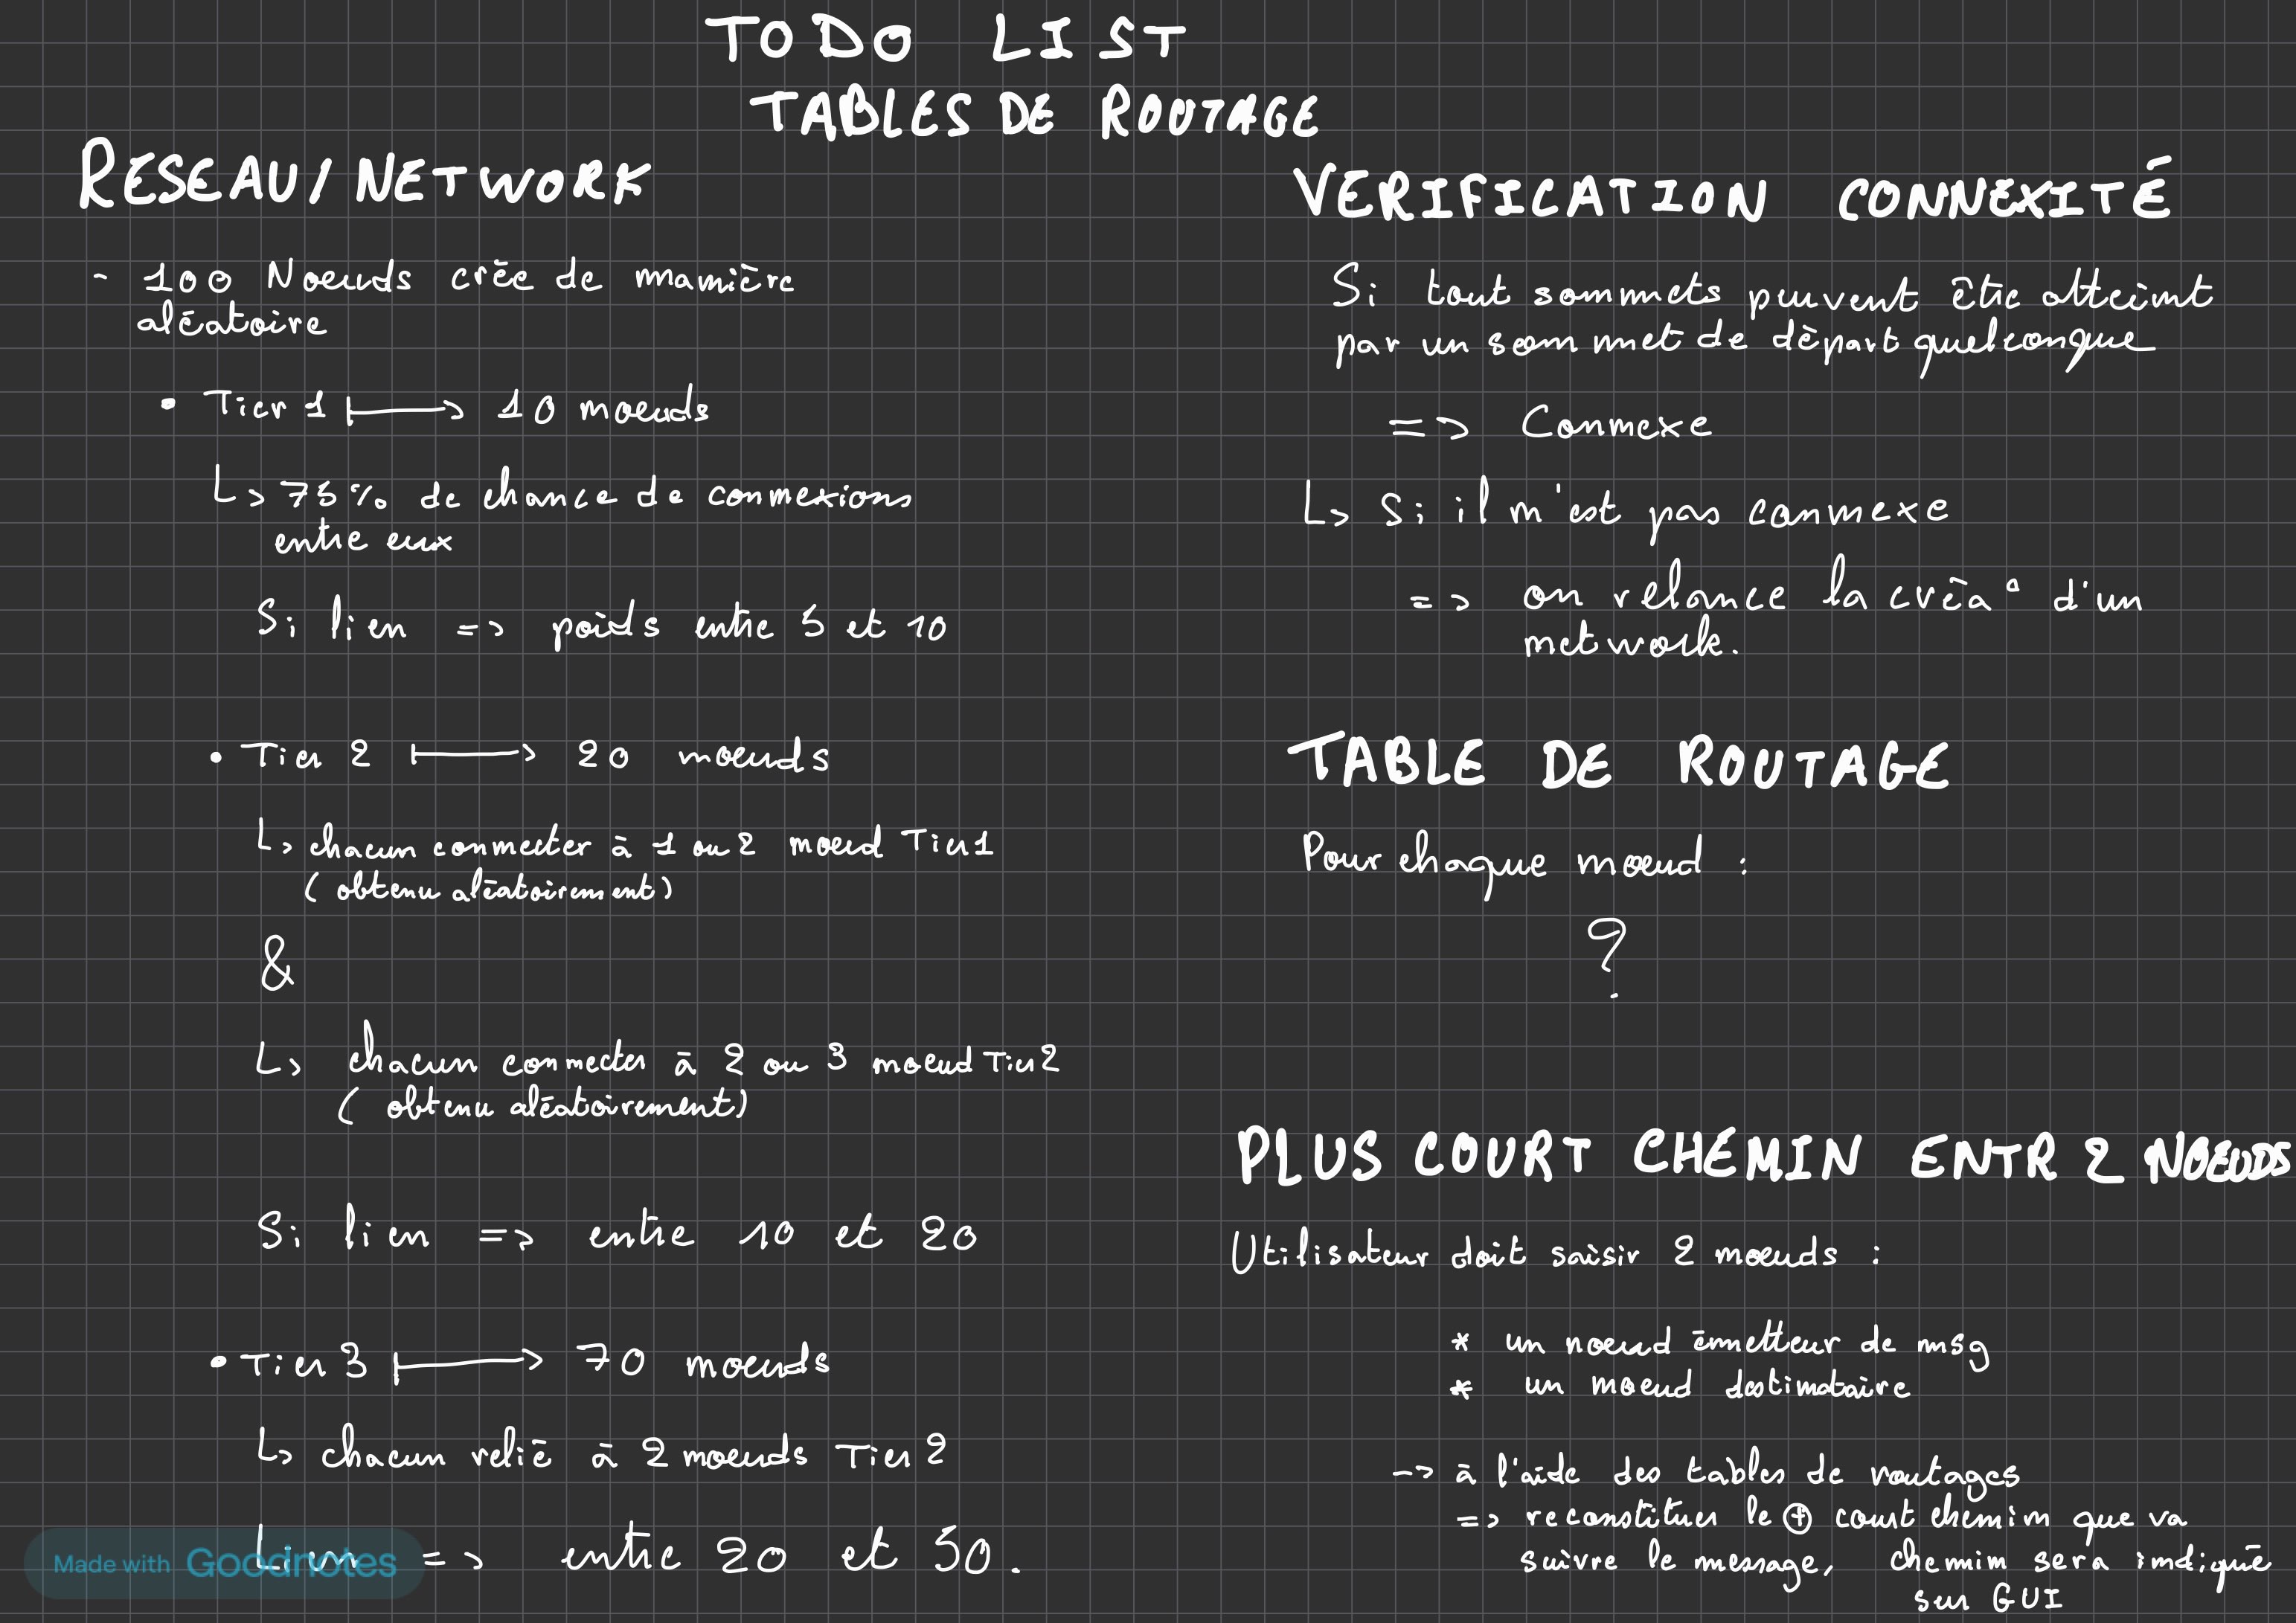 TODO LIST
TABLES DE ROUTAGE
RESEAU/NETWORK
- 100 Noeuds crée de manière
aléatoire
• Tier 1 ↦ 10 noeuds
↳ 75% de chance de connexions
entre eux
Si lien => poids entre 5 et 10
• Tier 2 ↦ 20 noeuds
↳ chacun connecter à 1 ou 2 noeud Tier 1
(obtenu aléatoirement)
&
↳ chacun connecter à 2 ou 3 noeud Tier 2
(obtenu aléatoirement)
Si lien => entre 10 et 20
• Tier 3 ↦ 70 noeuds
↳ chacun relié à 2 noeuds Tier 2
Lien => entre 20 et 50.
Made with Goodnotes
VERIFICATION CONNEXITÉ
Si tout sommets peuvent être atteint
par un sommet de départ quelconque
=> Connexe
↳ Si il n'est pas connexe
=> on relance la créa° d'un
network.
TABLE DE ROUTAGE
Pour chaque noeud :
?
PLUS COURT CHEMIN ENTR 2 NOEUDS
Utilisateur doit saisir 2 noeuds :
* un noeud émetteur de msg
* un noeud destinataire
-> à l'aide des tables de routages
=> reconstituer le ⊕ court chemin que va
suivre le message, chemin sera indiquée
sur GUI